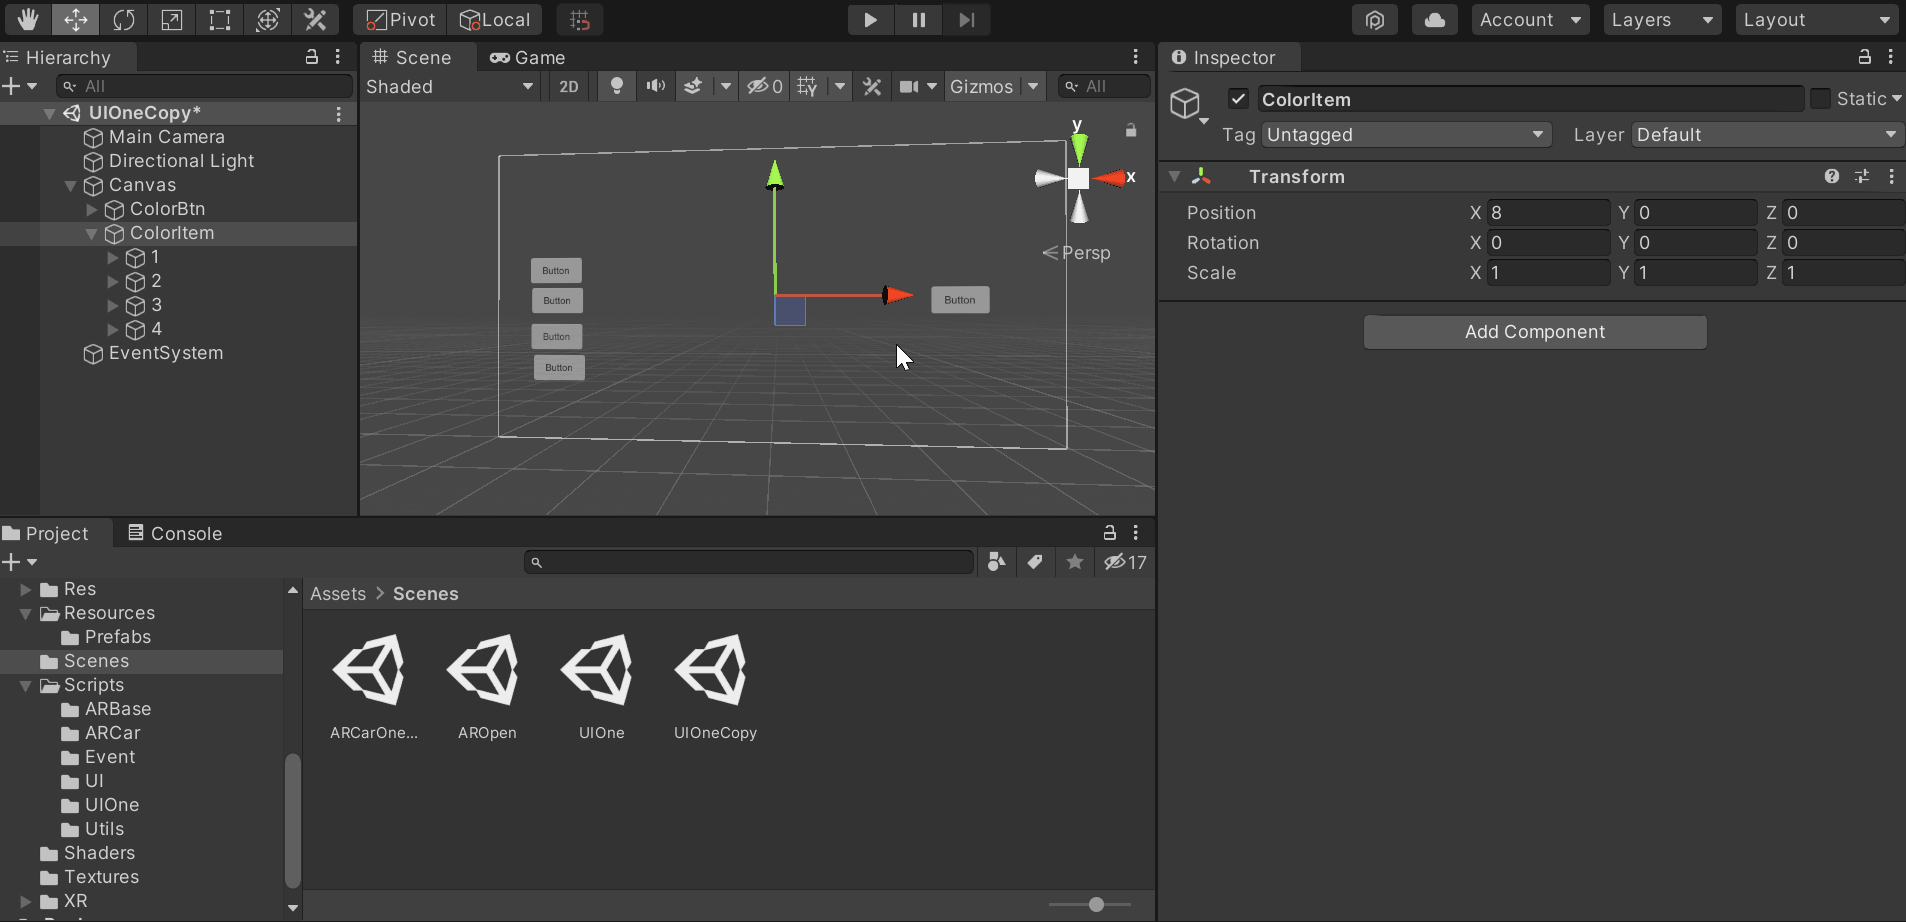 Pivot Local Account Layers Layout
Hierarchy
All
UIOneCopy*
Main Camera
Directional Light
Canvas
ColorBtn
ColorItem
1
2
3
4
EventSystem
Scene Game
Shaded 2D 0 Gizmos All
y
x
Persp
Button
Button
Button
Button
Button
Inspector
ColorItem Static
Tag Untagged Layer Default
Transform
Position X 8 Y 0 Z 0
Rotation X 0 Y 0 Z 0
Scale X 1 Y 1 Z 1
Add Component
Project Console
17
Res
Resources
Prefabs
Scenes
Scripts
ARBase
ARCar
Event
UI
UIOne
Utils
Shaders
Textures
XR
Assets > Scenes
ARCarOne... AROpen UIOne UIOneCopy